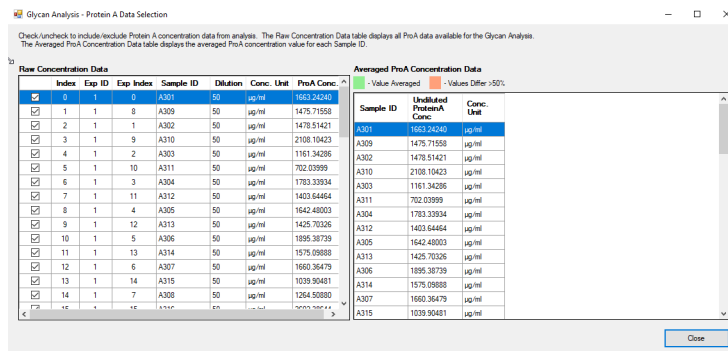 Glycan Analysis - Protein A Data Selection
Check/uncheck to include/exclude Protein A concentration data from analysis. The Raw Concentration Data table displays all ProA data available for the Glycan Analysis.
The Averaged ProA Concentration Data table displays the averaged ProA concentration value for each Sample ID.
Raw Concentration Data
Index Exp ID Exp Index Sample ID Dilution Conc. Unit ProA Conc.
0 1 0 A301 50 µg/ml 1663.24240
1 1 8 A309 50 µg/ml 1475.71558
2 1 1 A302 50 µg/ml 1478.51421
3 1 9 A310 50 µg/ml 2108.10423
4 1 2 A303 50 µg/ml 1161.34286
5 1 10 A311 50 µg/ml 702.03999
6 1 3 A304 50 µg/ml 1783.33934
7 1 11 A312 50 µg/ml 1403.64464
8 1 4 A305 50 µg/ml 1642.48003
9 1 12 A313 50 µg/ml 1425.70326
10 1 5 A306 50 µg/ml 1895.38739
11 1 13 A314 50 µg/ml 1575.09888
12 1 6 A307 50 µg/ml 1660.36479
13 1 14 A315 50 µg/ml 1039.90481
14 1 7 A308 50 µg/ml 1264.50880
Averaged ProA Concentration Data
- Value Averaged - Values Differ >50%
Sample ID Undiluted ProteinA Conc Conc. Unit
A301 1663.24240 µg/ml
A309 1475.71558 µg/ml
A302 1478.51421 µg/ml
A310 2108.10423 µg/ml
A303 1161.34286 µg/ml
A311 702.03999 µg/ml
A304 1783.33934 µg/ml
A312 1403.64464 µg/ml
A305 1642.48003 µg/ml
A313 1425.70326 µg/ml
A306 1895.38739 µg/ml
A314 1575.09888 µg/ml
A307 1660.36479 µg/ml
A315 1039.90481 µg/ml
Close